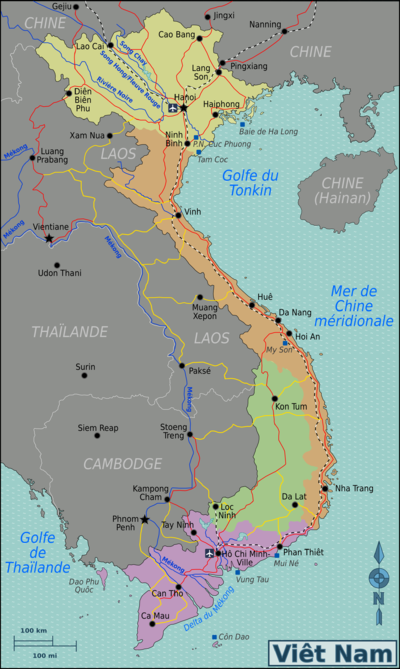 Gejiu
Jingxi
Nanning
CHINE
Cao Bang
CHINE
Lao Cai
Song Chay
Pingxiang
Lang
Son
Song Hong/Fleuve Rouge
Rivière Noire
Hanoi
Diên
Biên
Phu
Haiphong
Xam Nua
Ninh
Binh
Baie de Ha Long
P.N. Cuc Phuong
Tam Coc
Mékong
LAOS
Luang
Prabang
Golfe du
Tonkin
CHINE
(Hainan)
Vinh
Mékong
Vientiane
Mékong
Udon Thani
Mer de
Chine
méridionale
Muang
Xepon
Huê
Da Nang
Hoi An
THAÏLANDE
LAOS
My Son
Paksé
Surin
Mékong
Kon Tum
Siem Reap
Stoeng
Treng
CAMBODGE
Kampong
Cham
Nha Trang
Da Lat
Loc
Ninh
Phnom
Penh
Tay Ninh
Golfe
de
Thaïlande
Hô Chi Minh-
Ville
Phan Thiêt
Mui Né
Mékong
Dao Phu
Quôc
Vung Tau
Can Tho
Delta du Mékong
Ca Mau
Côn Dao
N
100 km
100 mi
Viêt Nam